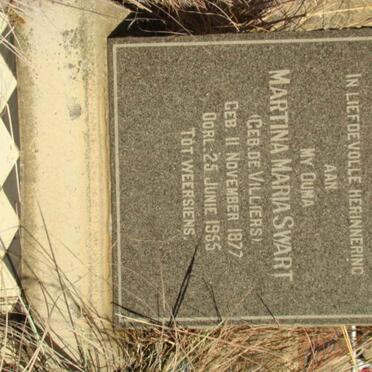 IN LIEFDEVOLLE HERINNERING
AAN
MY OUMA
MARTINA MARIA SWART
(GEB DE VILLIERS).
GEB 11 NOVEMBER 1877
OORL 25 JUNIE 1965
TOT WEERSIENS